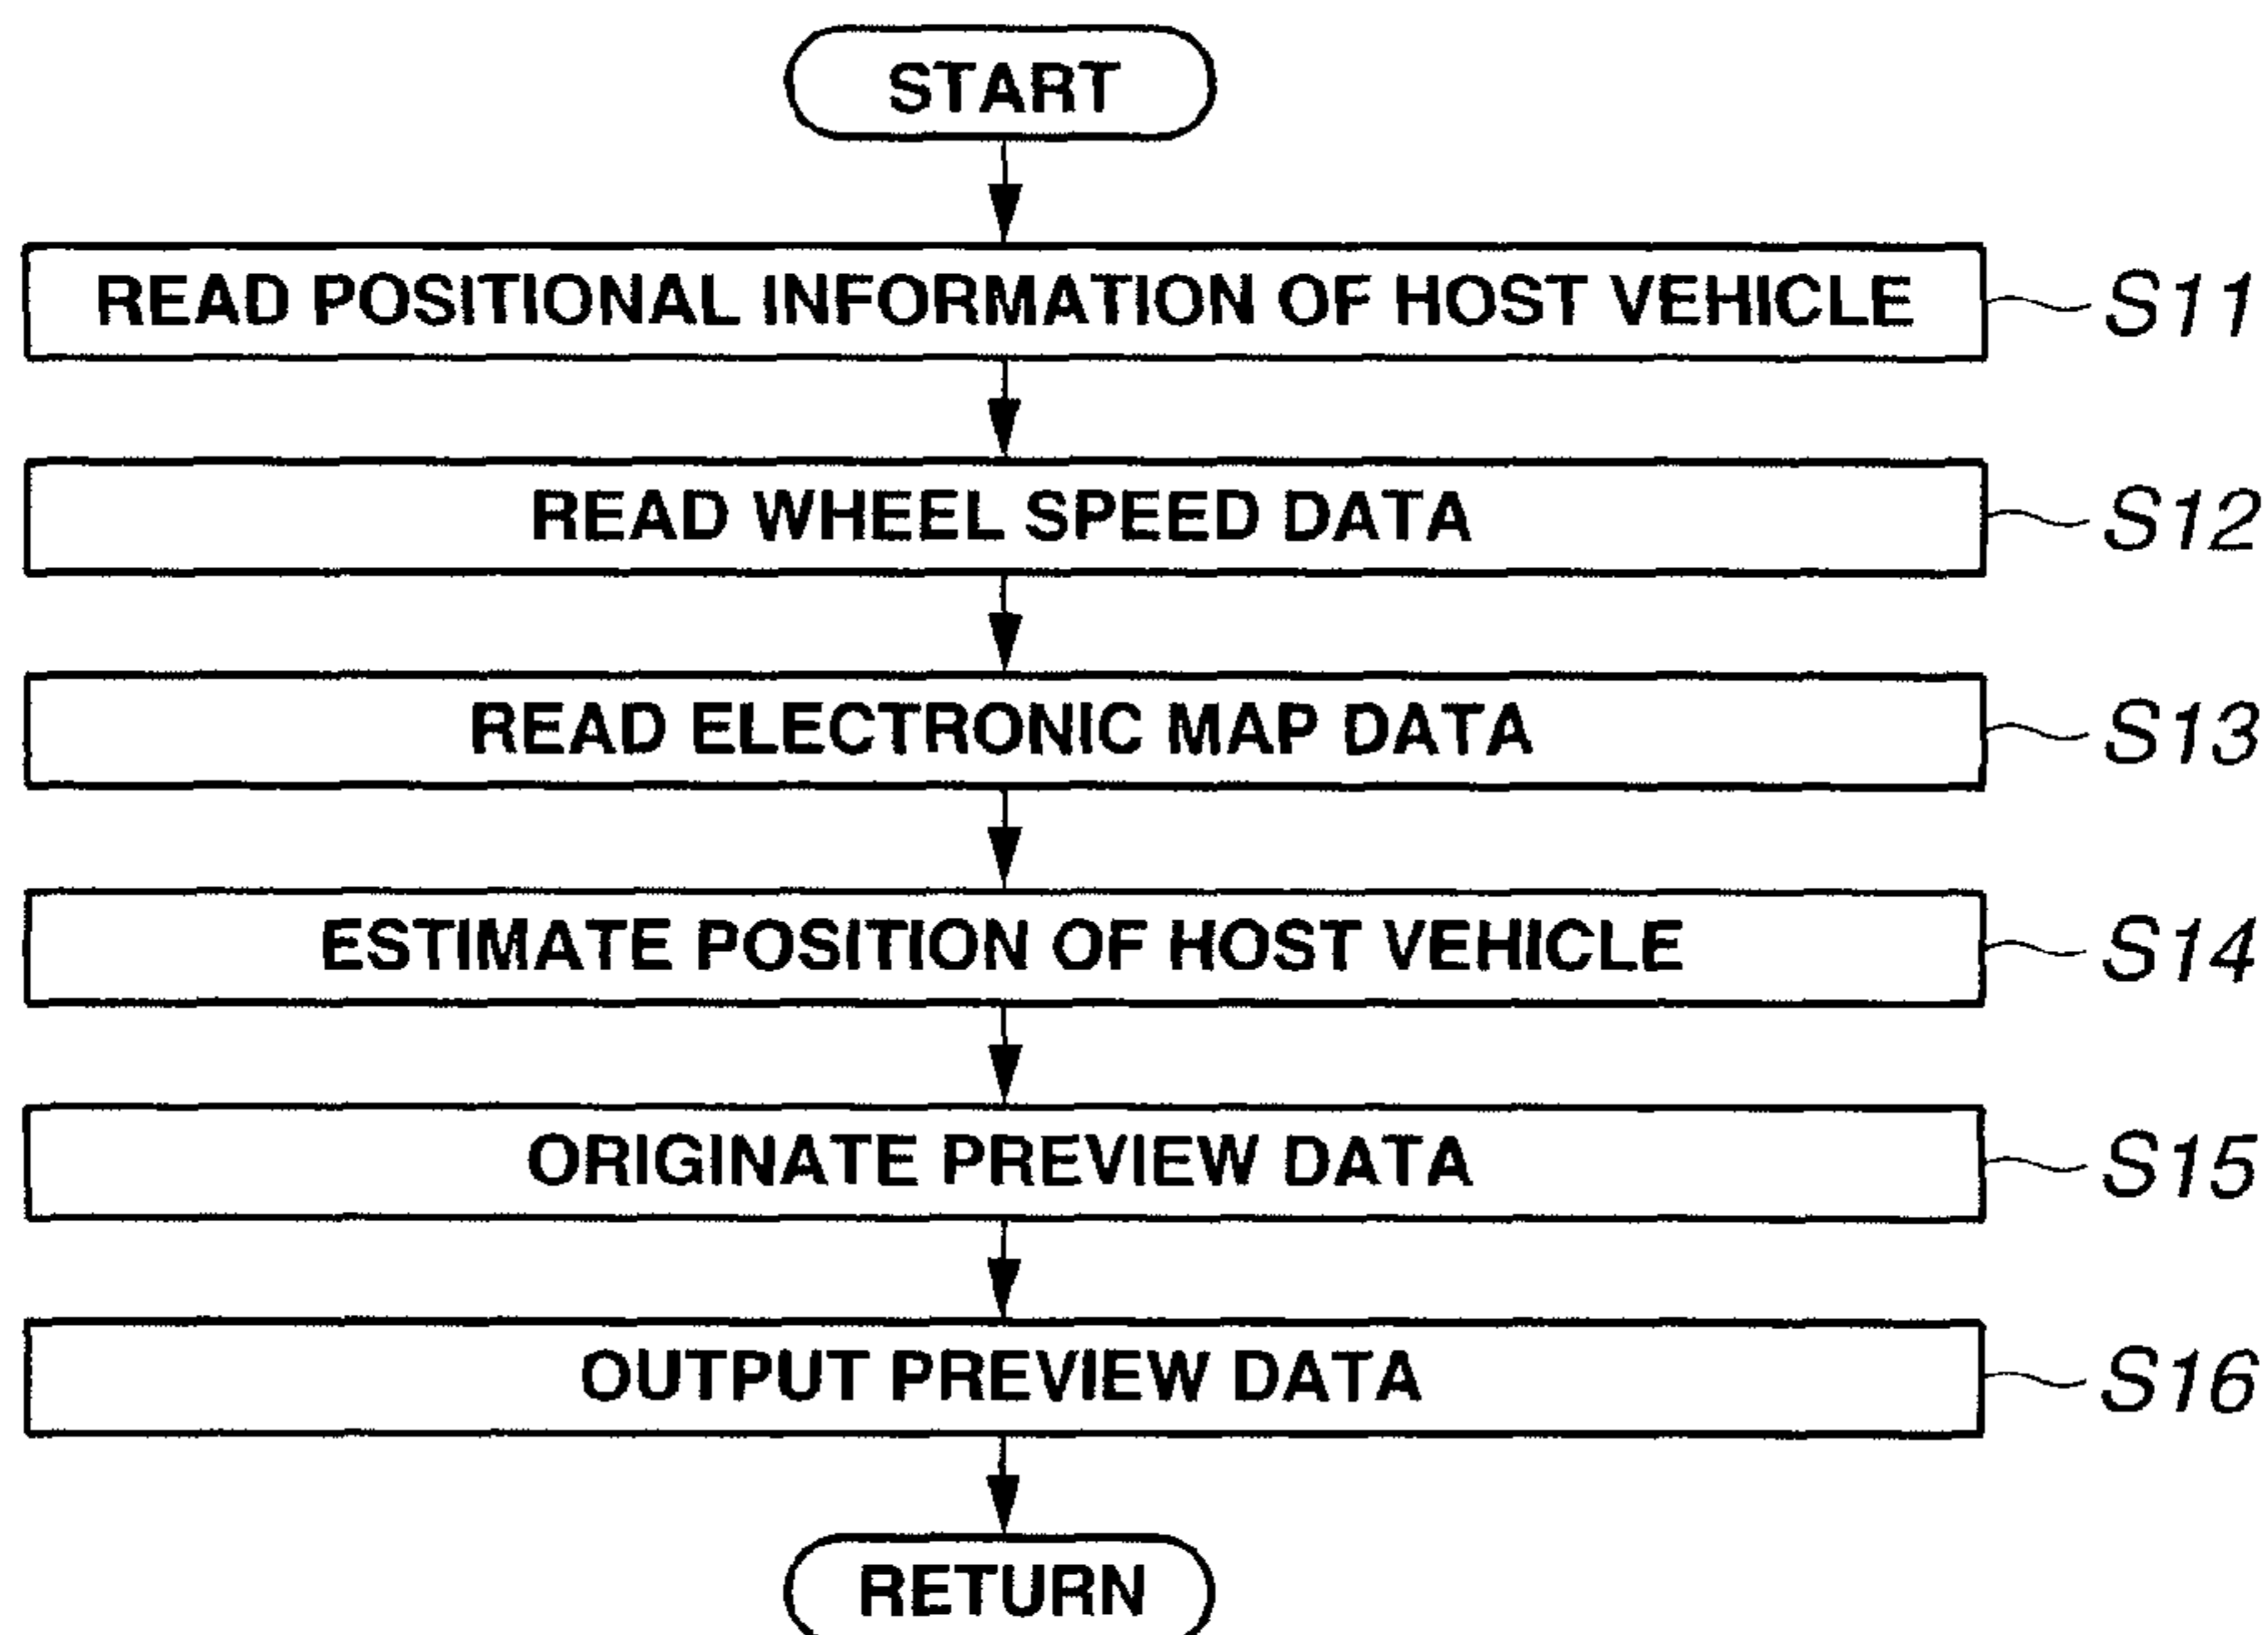 START
READ POSITIONAL INFORMATION OF HOST VEHICLE S11
READ WHEEL SPEED DATA S12
READ ELECTRONIC MAP DATA S13
ESTIMATE POSITION OF HOST VEHICLE S14
ORIGINATE PREVIEW DATA S15
OUTPUT PREVIEW DATA S16
RETURN